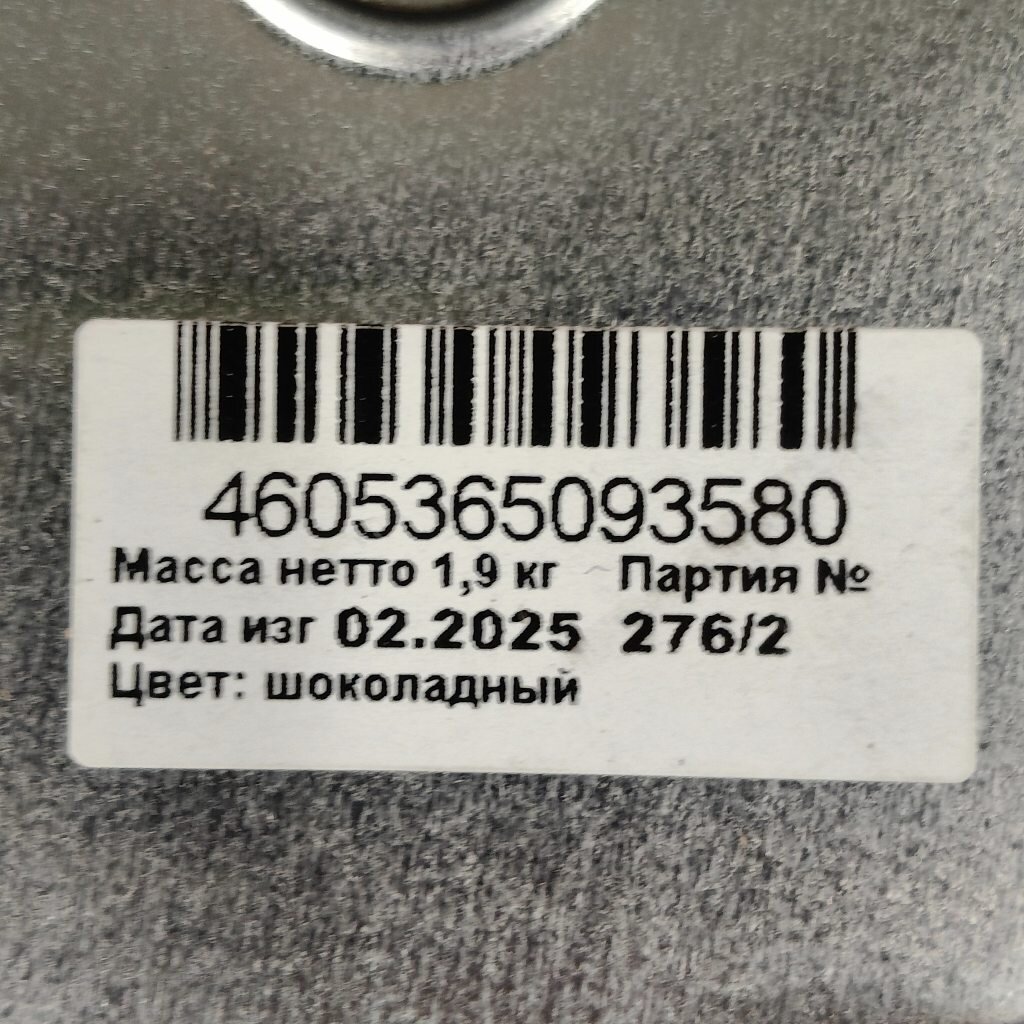 4605365093580
Масса нетто 1,9 кг Партия №
Дата изг 02.2025 276/2
Цвет: шоколадный